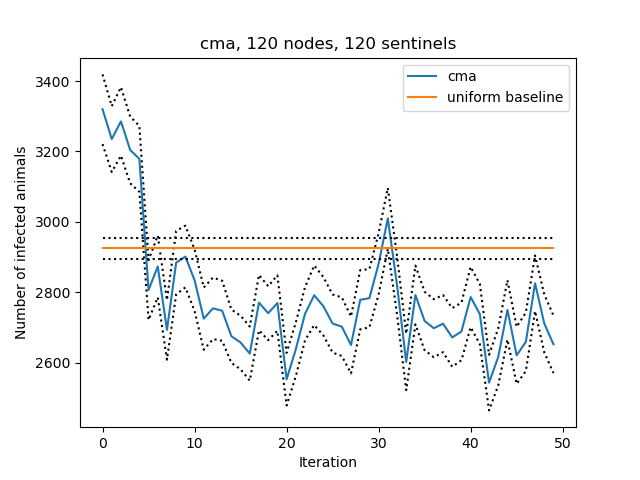 cma, 120 nodes, 120 sentinels
cma
uniform baseline
Number of infected animals
3400
3200
3000
2800
2600
0 10 20 30 40 50
Iteration